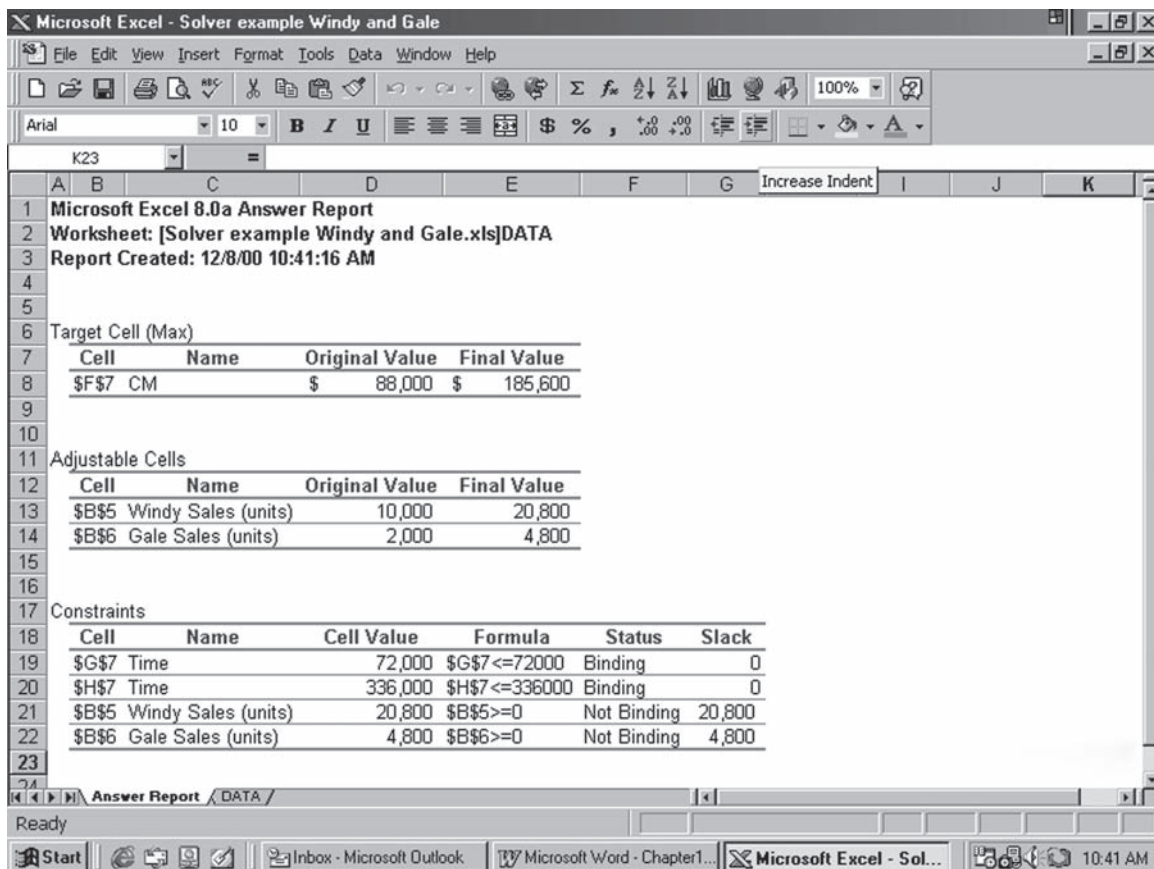 Microsoft Excel - Solver example Windy and Gale
File Edit View Insert Format Tools Data Window Help
100%
Arial 10 B I U $ % ,
K23 =
Increase Indent
A B C D E F G I J K
1 Microsoft Excel 8.0a Answer Report
2 Worksheet: [Solver example Windy and Gale.xls]DATA
3 Report Created: 12/8/00 10:41:16 AM
4
5
6 Target Cell (Max)
7 Cell Name Original Value Final Value
8 $F$7 CM $ 88,000 $ 185,600
9
10
11 Adjustable Cells
12 Cell Name Original Value Final Value
13 $B$5 Windy Sales (units) 10,000 20,800
14 $B$6 Gale Sales (units) 2,000 4,800
15
16
17 Constraints
18 Cell Name Cell Value Formula Status Slack
19 $G$7 Time 72,000 $G$7<=72000 Binding 0
20 $H$7 Time 336,000 $H$7<=336000 Binding 0
21 $B$5 Windy Sales (units) 20,800 $B$5>=0 Not Binding 20,800
22 $B$6 Gale Sales (units) 4,800 $B$6>=0 Not Binding 4,800
23
24
Answer Report DATA
Ready
Start Inbox - Microsoft Outlook Microsoft Word - Chapter1... Microsoft Excel - Sol... 10:41 AM